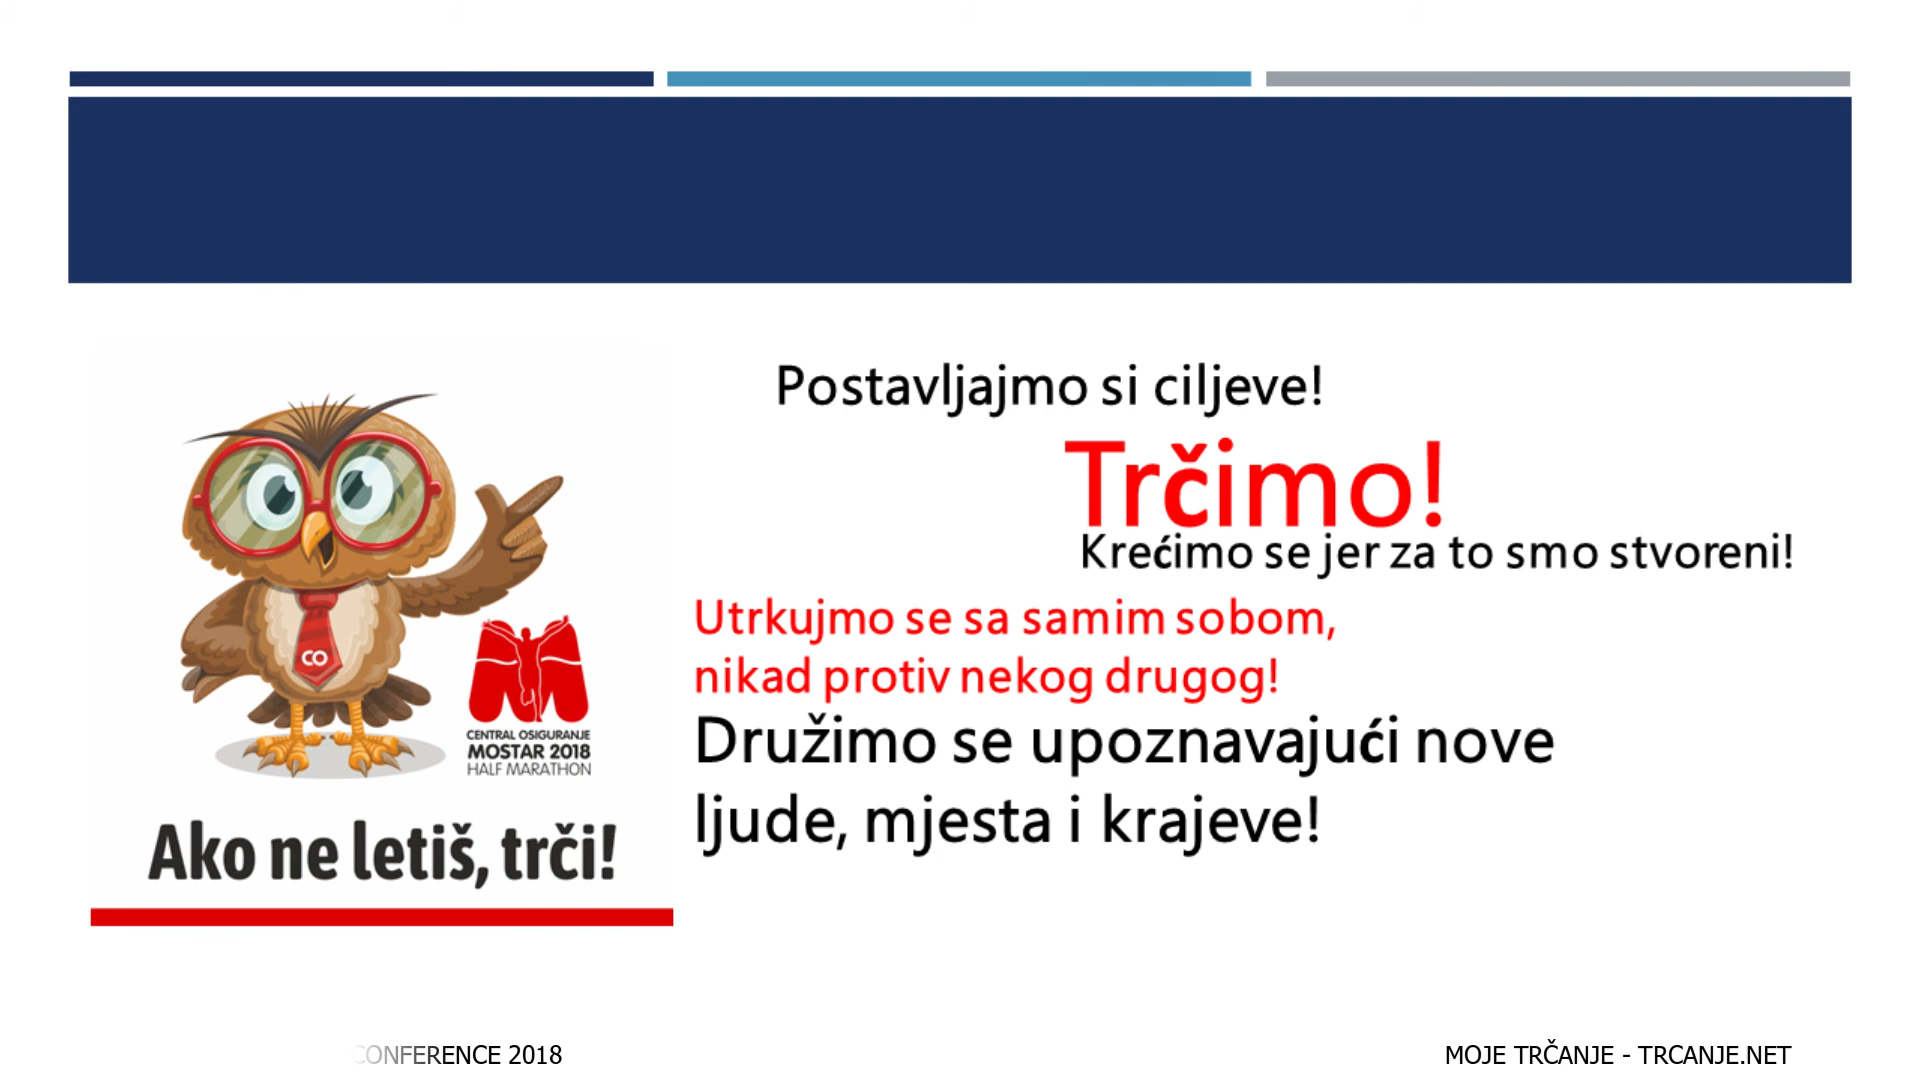 Postavljajmo si ciljeve!
Trčimo!
Krećimo se jer za to smo stvoreni!
Utrkujmo se sa samim sobom,
nikad protiv nekog drugog!
Družimo se upoznavajući nove
ljude, mjesta i krajeve!
CO
CENTRAL OSIGURANJE
MOSTAR 2018
HALF MARATHON
Ako ne letiš, trči!
CONFERENCE 2018
MOJE TRČANJE - TRCANJE.NET